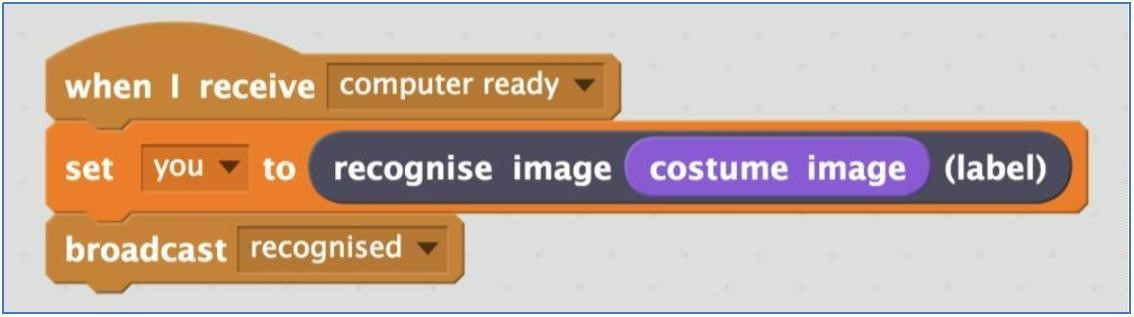 when I receive computer ready
set you to recognise image costume image (label)
broadcast recognised